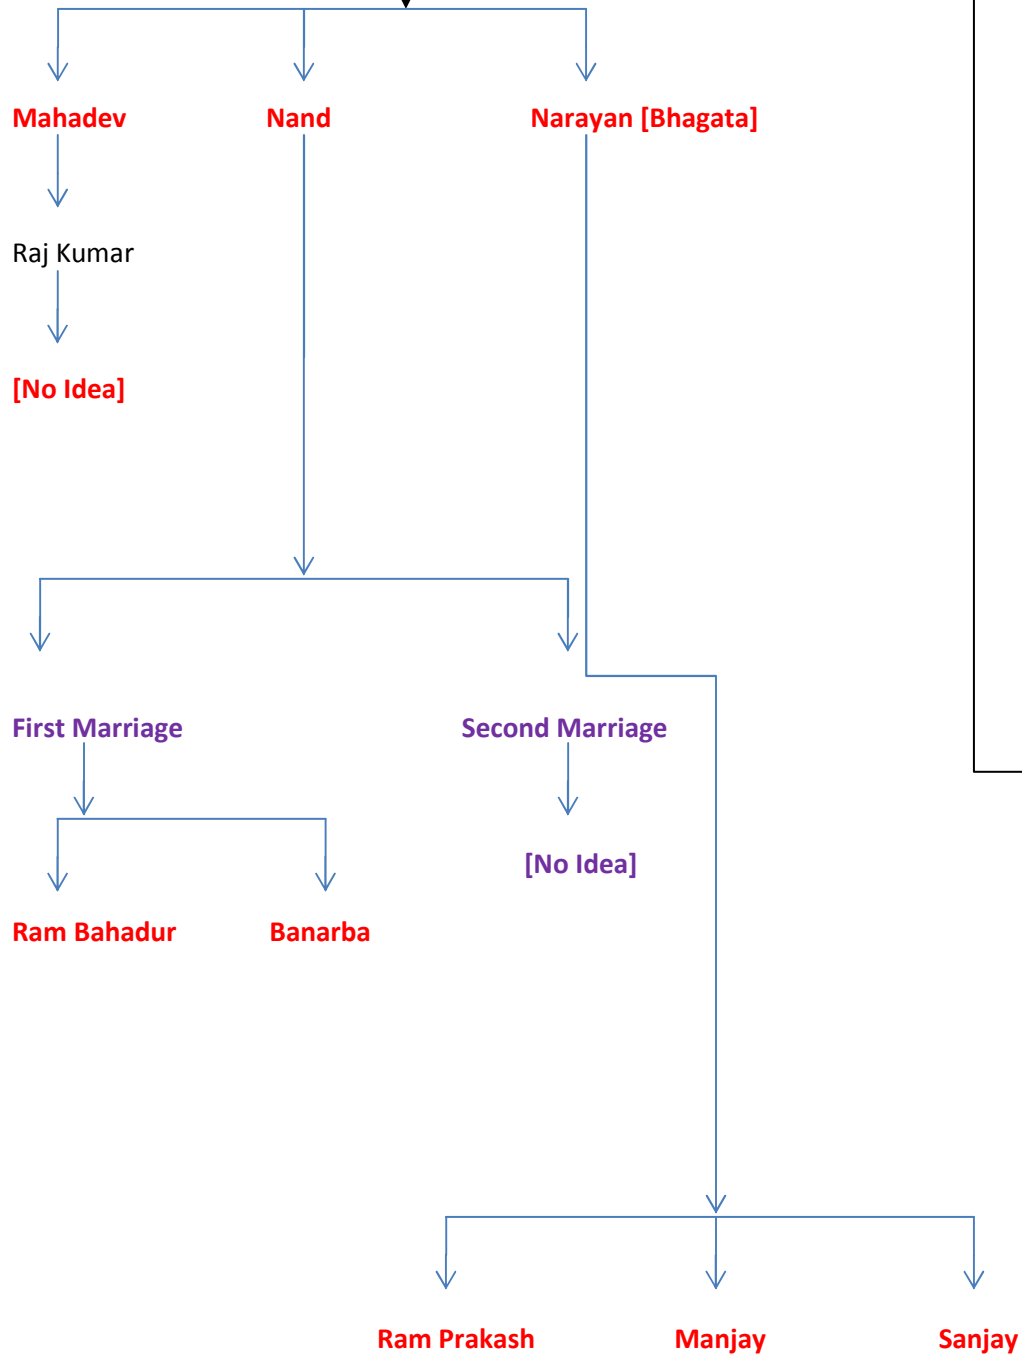 Mahadev Nand Narayan [Bhagata]
Raj Kumar
[No Idea]
First Marriage Second Marriage
[No Idea]
Ram Bahadur Banarba
Ram Prakash Manjay Sanjay